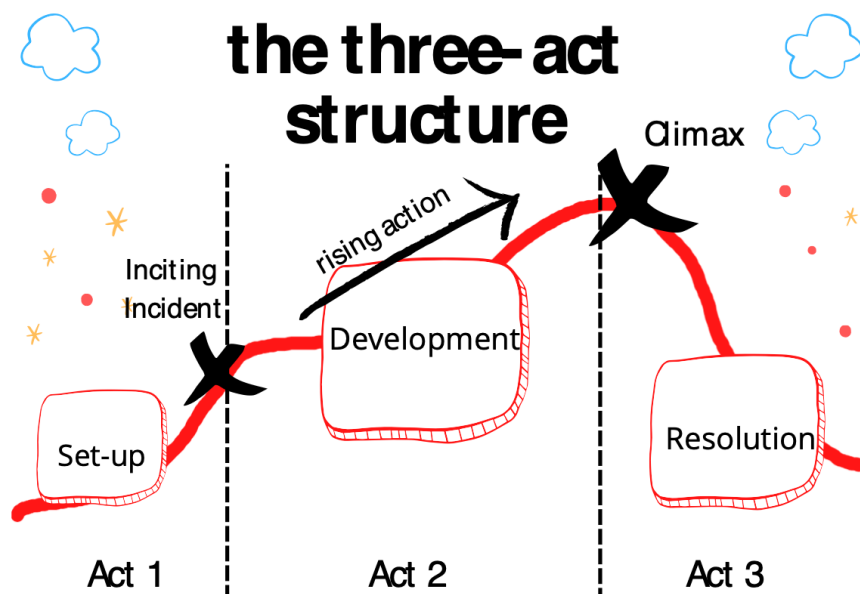 the three-act
structure
Climax
rising action
Inciting
Incident
Development
Set-up
Resolution
Act 1
Act 2
Act 3